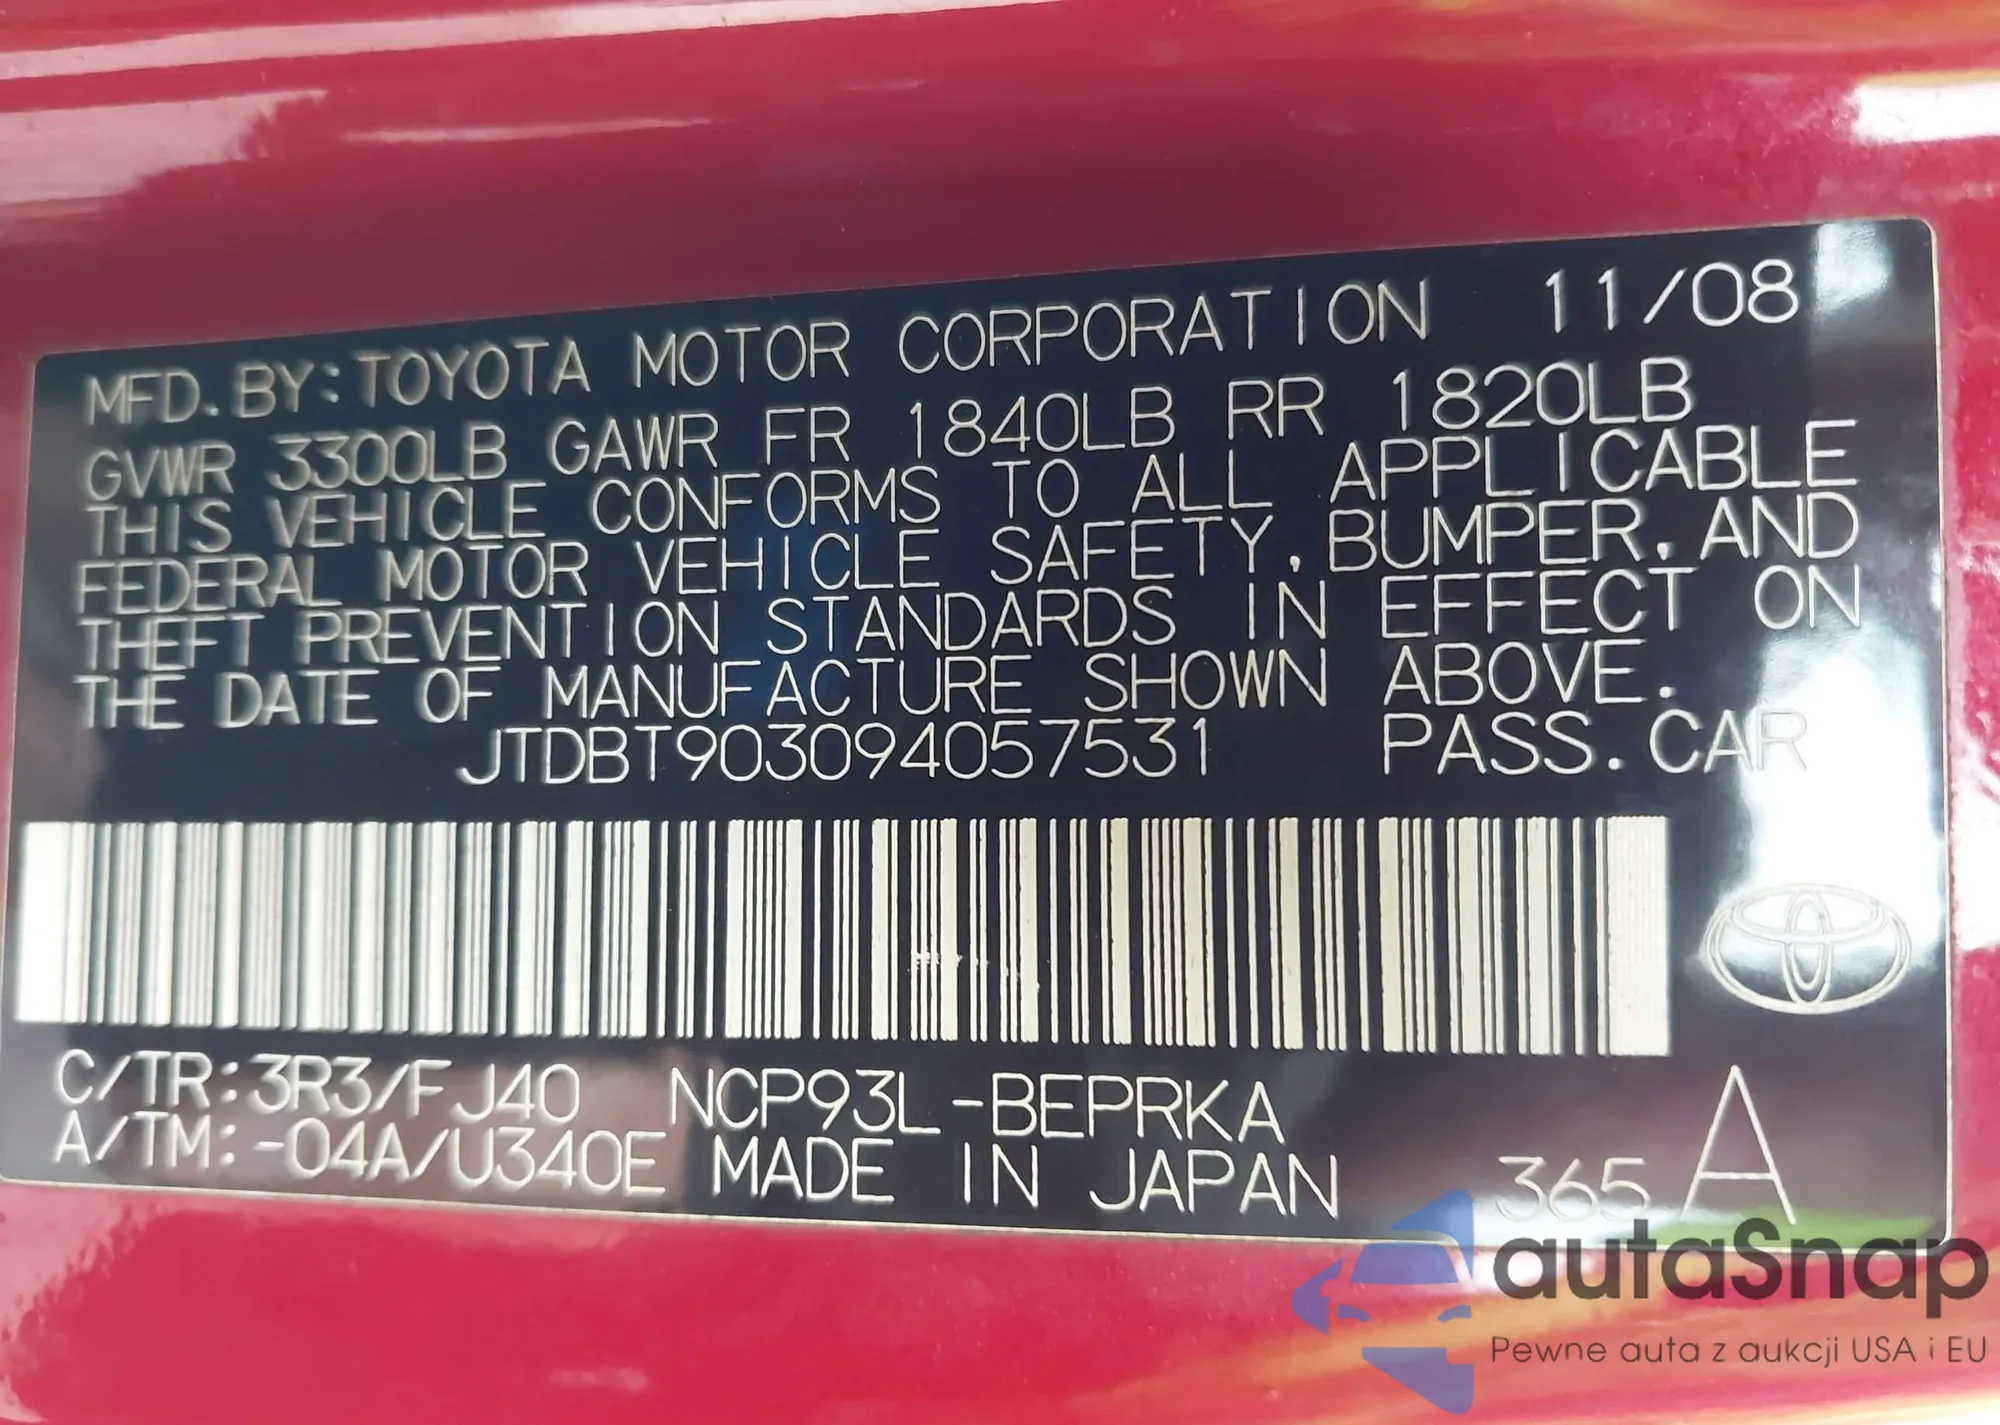 MFD. BY: TOYOTA MOTOR CORPORATION 11/08
GVWR 3300LB GAWR FR 1840LB RR 1820LB
THIS VEHICLE CONFORMS TO ALL APPLICABLE
FEDERAL MOTOR VEHICLE SAFETY, BUMPER, AND
THEFT PREVENTION STANDARDS IN EFFECT ON
THE DATE OF MANUFACTURE SHOWN ABOVE.
JTDBT903094057531 PASS. CAR
C/TR: 3R3/FJ40 NCP93L-BEPRKA
A/TM: -04A/U340E MADE IN JAPAN 365 A
autaSnap
Pewne auta z aukcji USA i EU